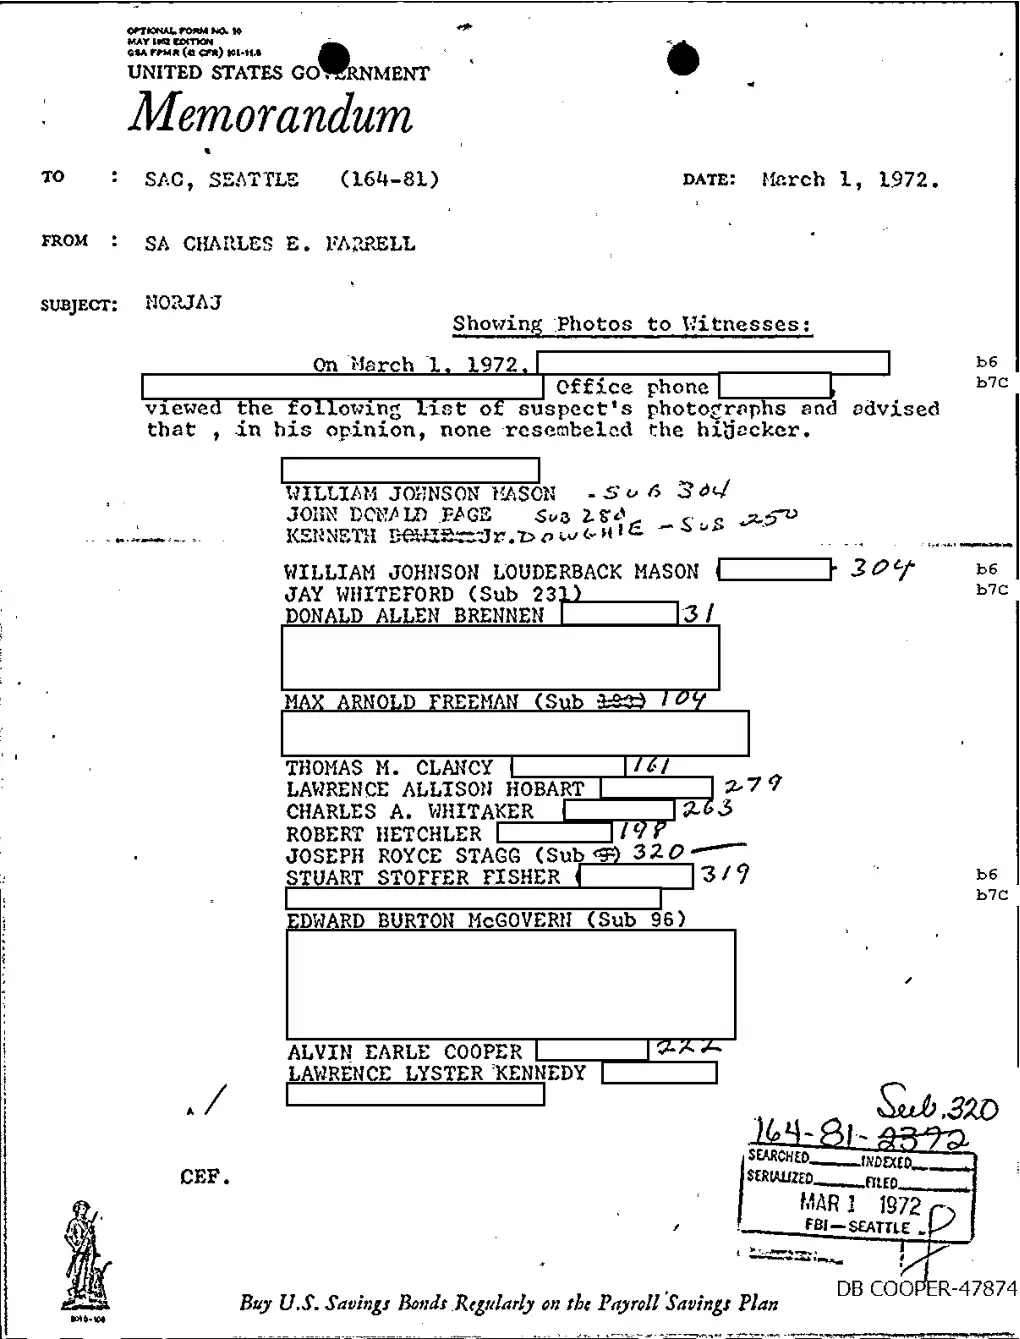 OPTIONAL FORM NO. 10
MAY 1962 EDITION
GSA FPMR (41 CFR) 101-11.6
UNITED STATES GOVERNMENT
Memorandum
TO : SAC, SEATTLE (164-81) DATE: March 1, 1972.
FROM : SA CHARLES E. FARRELL
SUBJECT: NORJAJ
Showing Photos to Witnesses:
On March 1, 1972, b6
Office phone , b7C
viewed the following list of suspect's photographs and advised
that , in his opinion, none resembeled the hijacker.
WILLIAM JOHNSON MASON - SUB 304
JOHN DONALD PAGE SUB 280
KENNETH Jr. - SUB 250
WILLIAM JOHNSON LOUDERBACK MASON ( 304 b6
JAY WHITEFORD (Sub 231) b7C
DONALD ALLEN BRENNEN 31
MAX ARNOLD FREEMAN (Sub ) 104
THOMAS M. CLANCY ( 161
LAWRENCE ALLISON HOBART 279
CHARLES A. WHITAKER ( 263
ROBERT HETCHLER 198
JOSEPH ROYCE STAGG (Sub ) 320
STUART STOFFER FISHER ( 319 b6
b7C
EDWARD BURTON McGOVERN (Sub 96)
ALVIN EARLE COOPER 222
LAWRENCE LYSTER KENNEDY
A /
CEF.
Sub.320
164-81-2392
SEARCHED INDEXED
SERIALIZED FILED
MAR 1 1972
FBI — SEATTLE
5010-108
Buy U.S. Savings Bonds Regularly on the Payroll Savings Plan
DB COOPER-47874